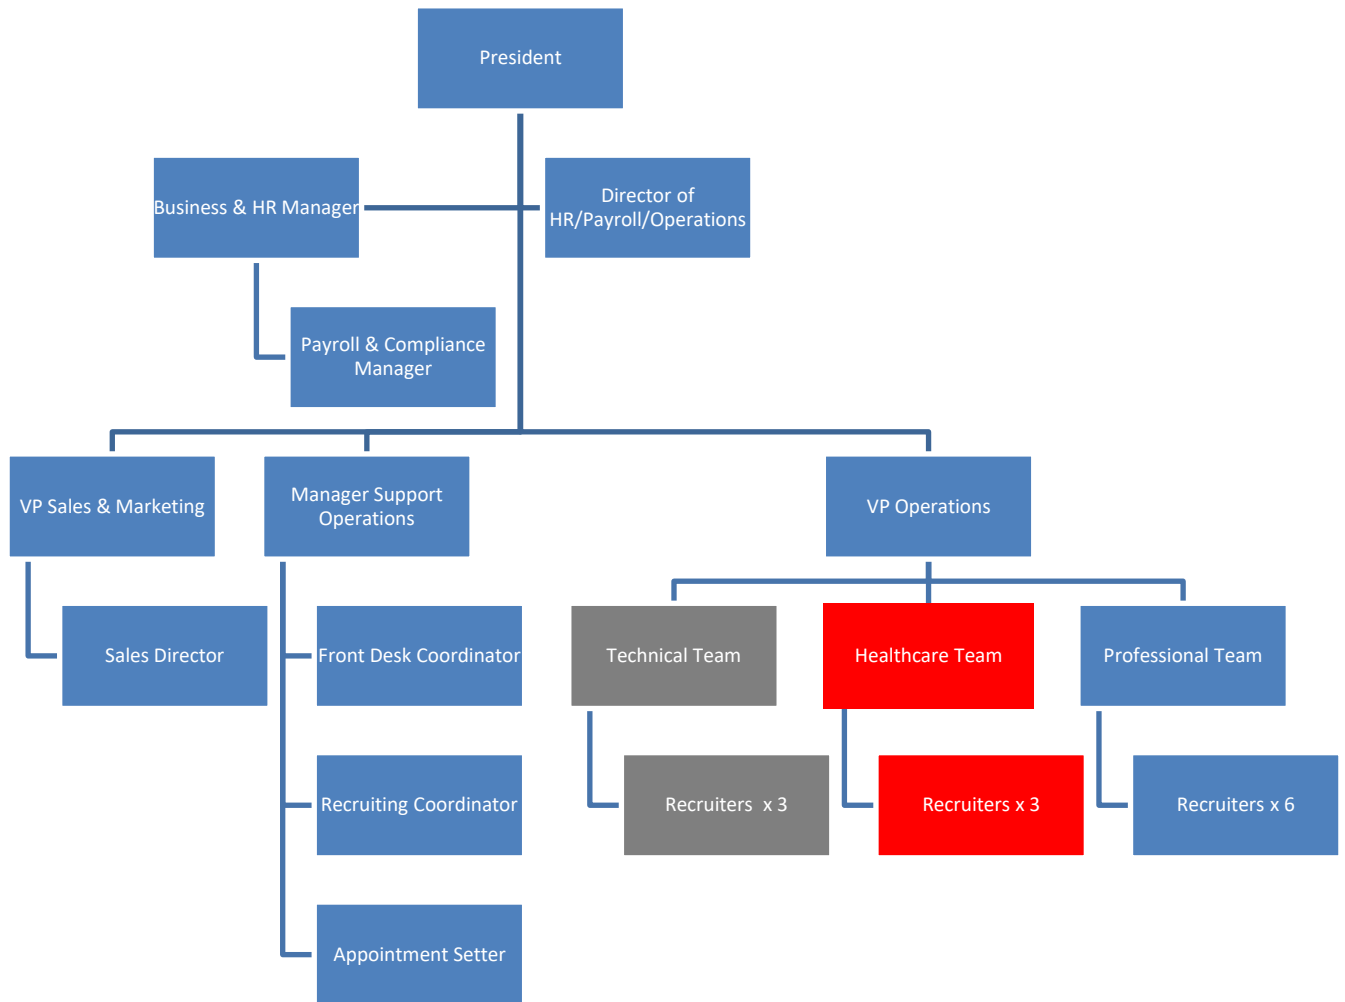 President
Business & HR Manager
Director of
HR/Payroll/Operations
Payroll & Compliance
Manager
VP Sales & Marketing
Manager Support
Operations
VP Operations
Sales Director
Front Desk Coordinator
Technical Team
Healthcare Team
Professional Team
Recruiting Coordinator
Recruiters  x 3
Recruiters x 3
Recruiters x 6
Appointment Setter